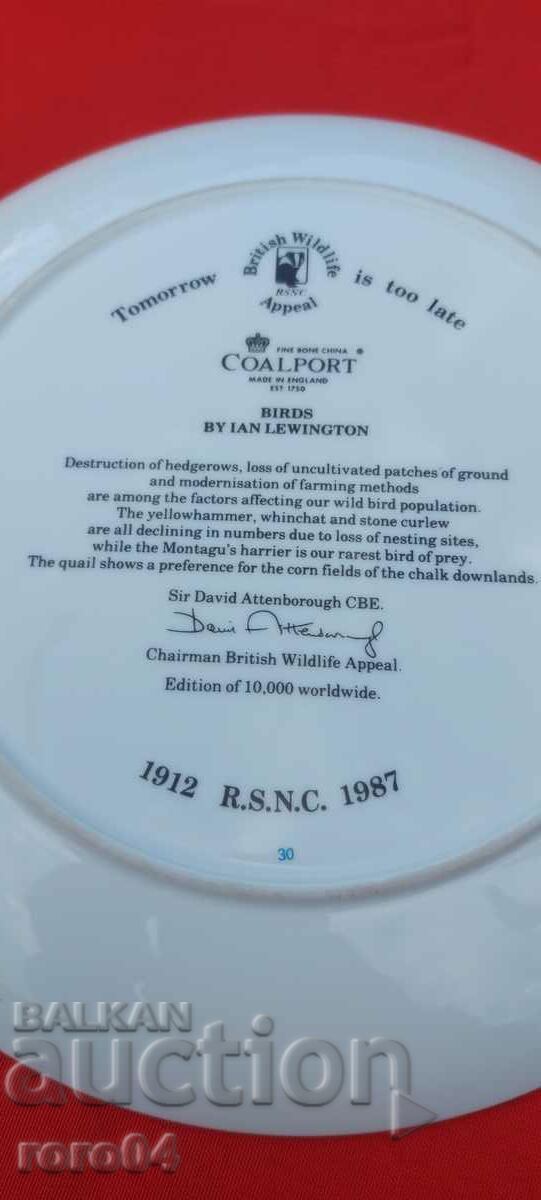 Tomorrow British Wildlife is too late
RSNC
Appeal
FINE BONE CHINA ®
COALPORT
MADE IN ENGLAND
EST 1750
BIRDS
BY IAN LEWINGTON
Destruction of hedgerows, loss of uncultivated patches of ground
and modernisation of farming methods
are among the factors affecting our wild bird population.
The yellowhammer, whinchat and stone curlew
are all declining in numbers due to loss of nesting sites,
while the Montagu's harrier is our rarest bird of prey.
The quail shows a preference for the corn fields of the chalk downlands.
Sir David Attenborough CBE.
David Attenborough
Chairman British Wildlife Appeal.
Edition of 10,000 worldwide.
1912 R.S.N.C. 1987
30
BALKAN
auction
roro04